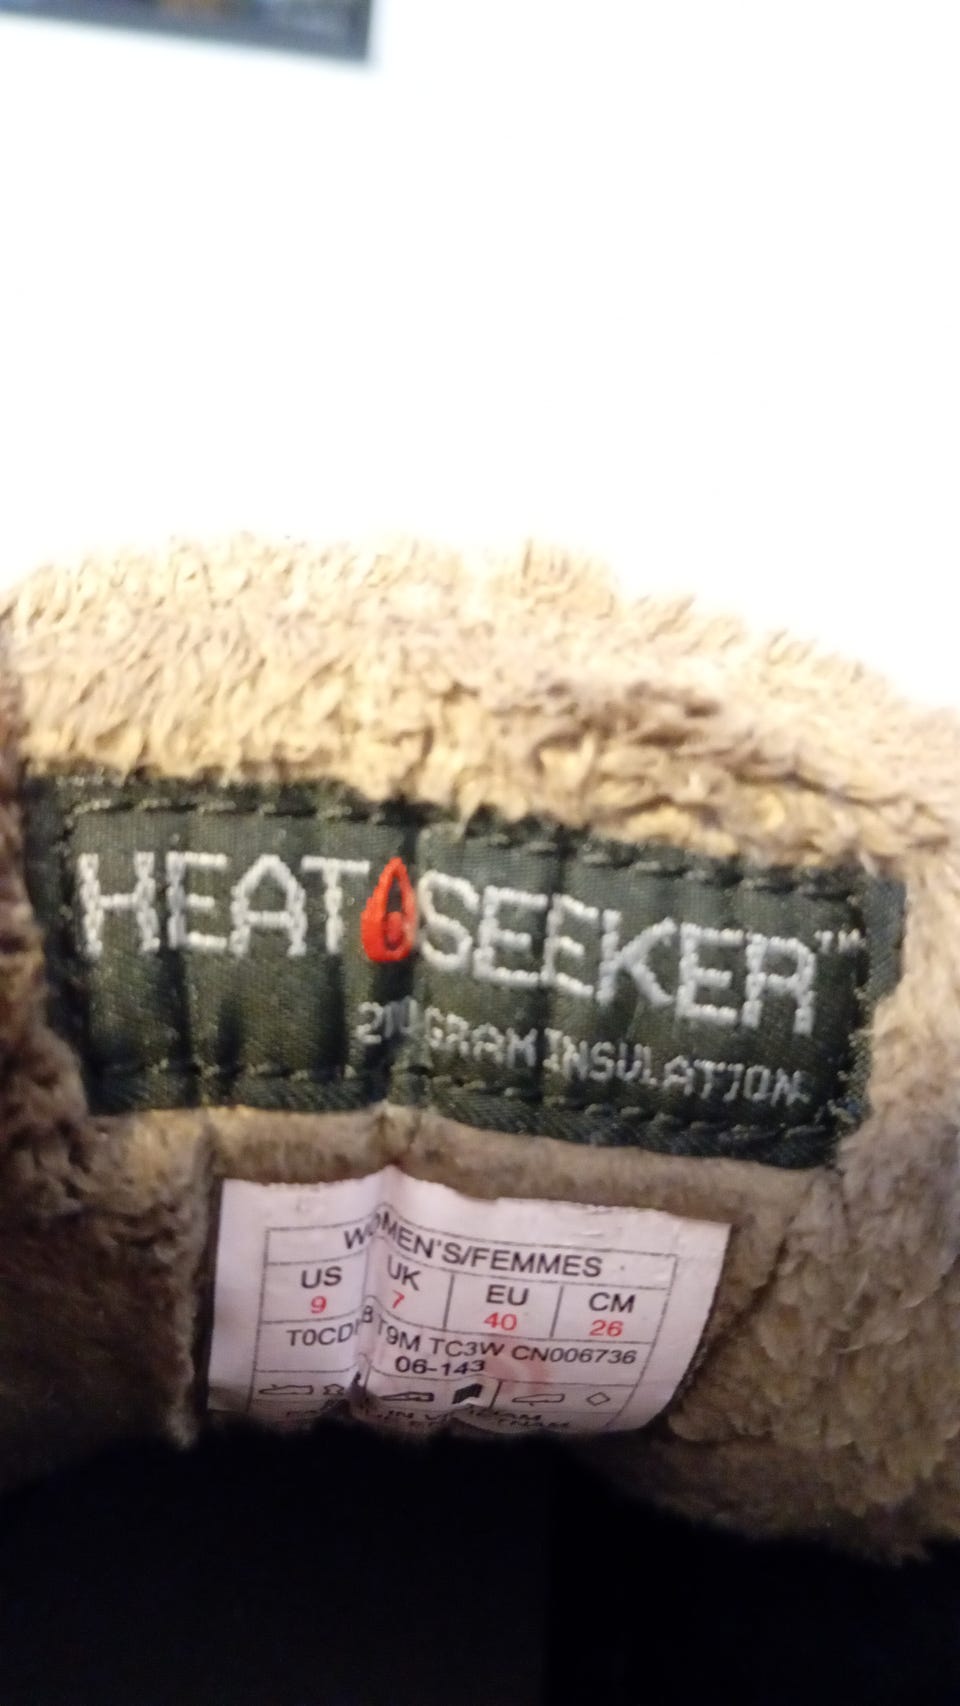 HEAT SEEKER™
GRAM INSULATION
WOMEN'S/FEMMES
US UK EU CM
9 7 40 26
T9M TC3W CN006736
06-143
IN